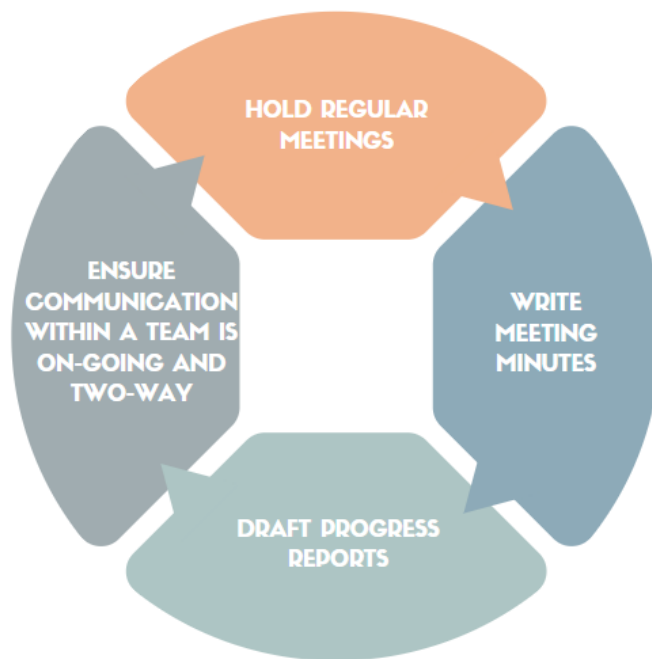 HOLD REGULAR
MEETINGS
WRITE
MEETING
MINUTES
DRAFT PROGRESS
REPORTS
ENSURE
COMMUNICATION
WITHIN A TEAM IS
ON-GOING AND
TWO-WAY